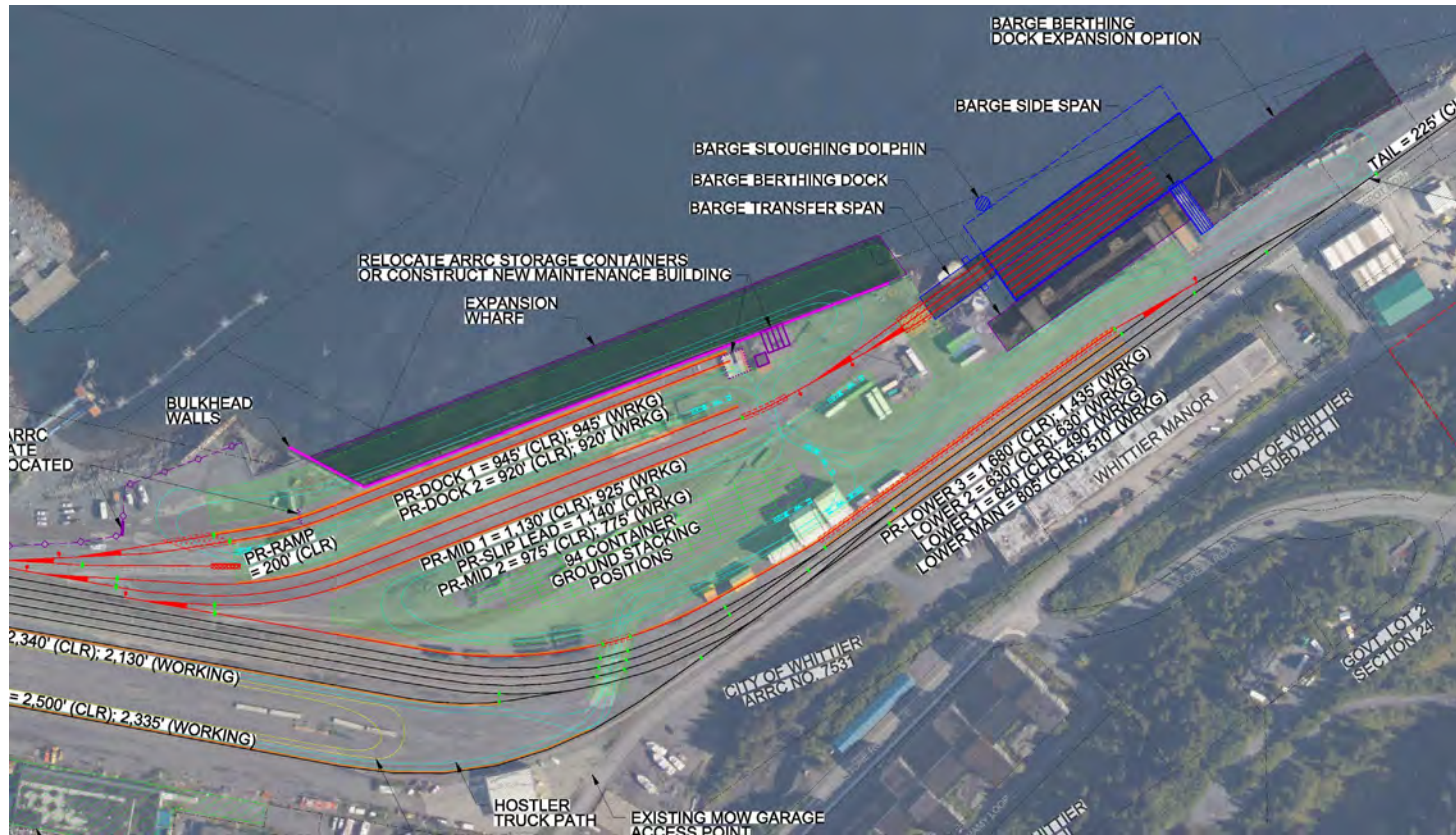 BARGE BERTHING
DOCK EXPANSION OPTION
BARGE SIDE SPAN
BARGE SLOUGHING DOLPHIN
BARGE BERTHING DOCK
BARGE TRANSFER SPAN
TAIL = 225'
RELOCATE ARRC STORAGE CONTAINERS
OR CONSTRUCT NEW MAINTENANCE BUILDING
EXPANSION
WHARF
BULKHEAD
WALLS
ARRC
PR-DOCK 1 = 945' (CLR); 945' (WRKG)
PR-DOCK 2 = 920' (CLR); 920' (WRKG)
PR-RAMP
= 200' (CLR)
PR-MID 1 = 1,130' (CLR); 925' (WRKG)
PR-SLIP LEAD = 1,140' (CLR)
PR-MID 2 = 975' (CLR); 775' (WRKG)
94 CONTAINER
GROUND STACKING
POSITIONS
PR-LOWER 3 = 1,680' (CLR); 1,435' (WRKG)
LOWER 2 = 630' (CLR); 630' (WRKG)
LOWER 1 = 640' (CLR); 490' (WRKG)
LOWER MAIN = 605' (CLR); 510' (WRKG)
WHITTIER MANOR
CITY OF WHITTIER
SUBD. PH. I
GOVT. LOT 2
SECTION 24
CITY OF WHITTIER
ARRC NO. 7531
2,340' (CLR); 2,130' (WORKING)
= 2,500' (CLR); 2,335' (WORKING)
HOSTLER
TRUCK PATH
EXISTING MOW GARAGE
ACCESS POINT
WHITTIER